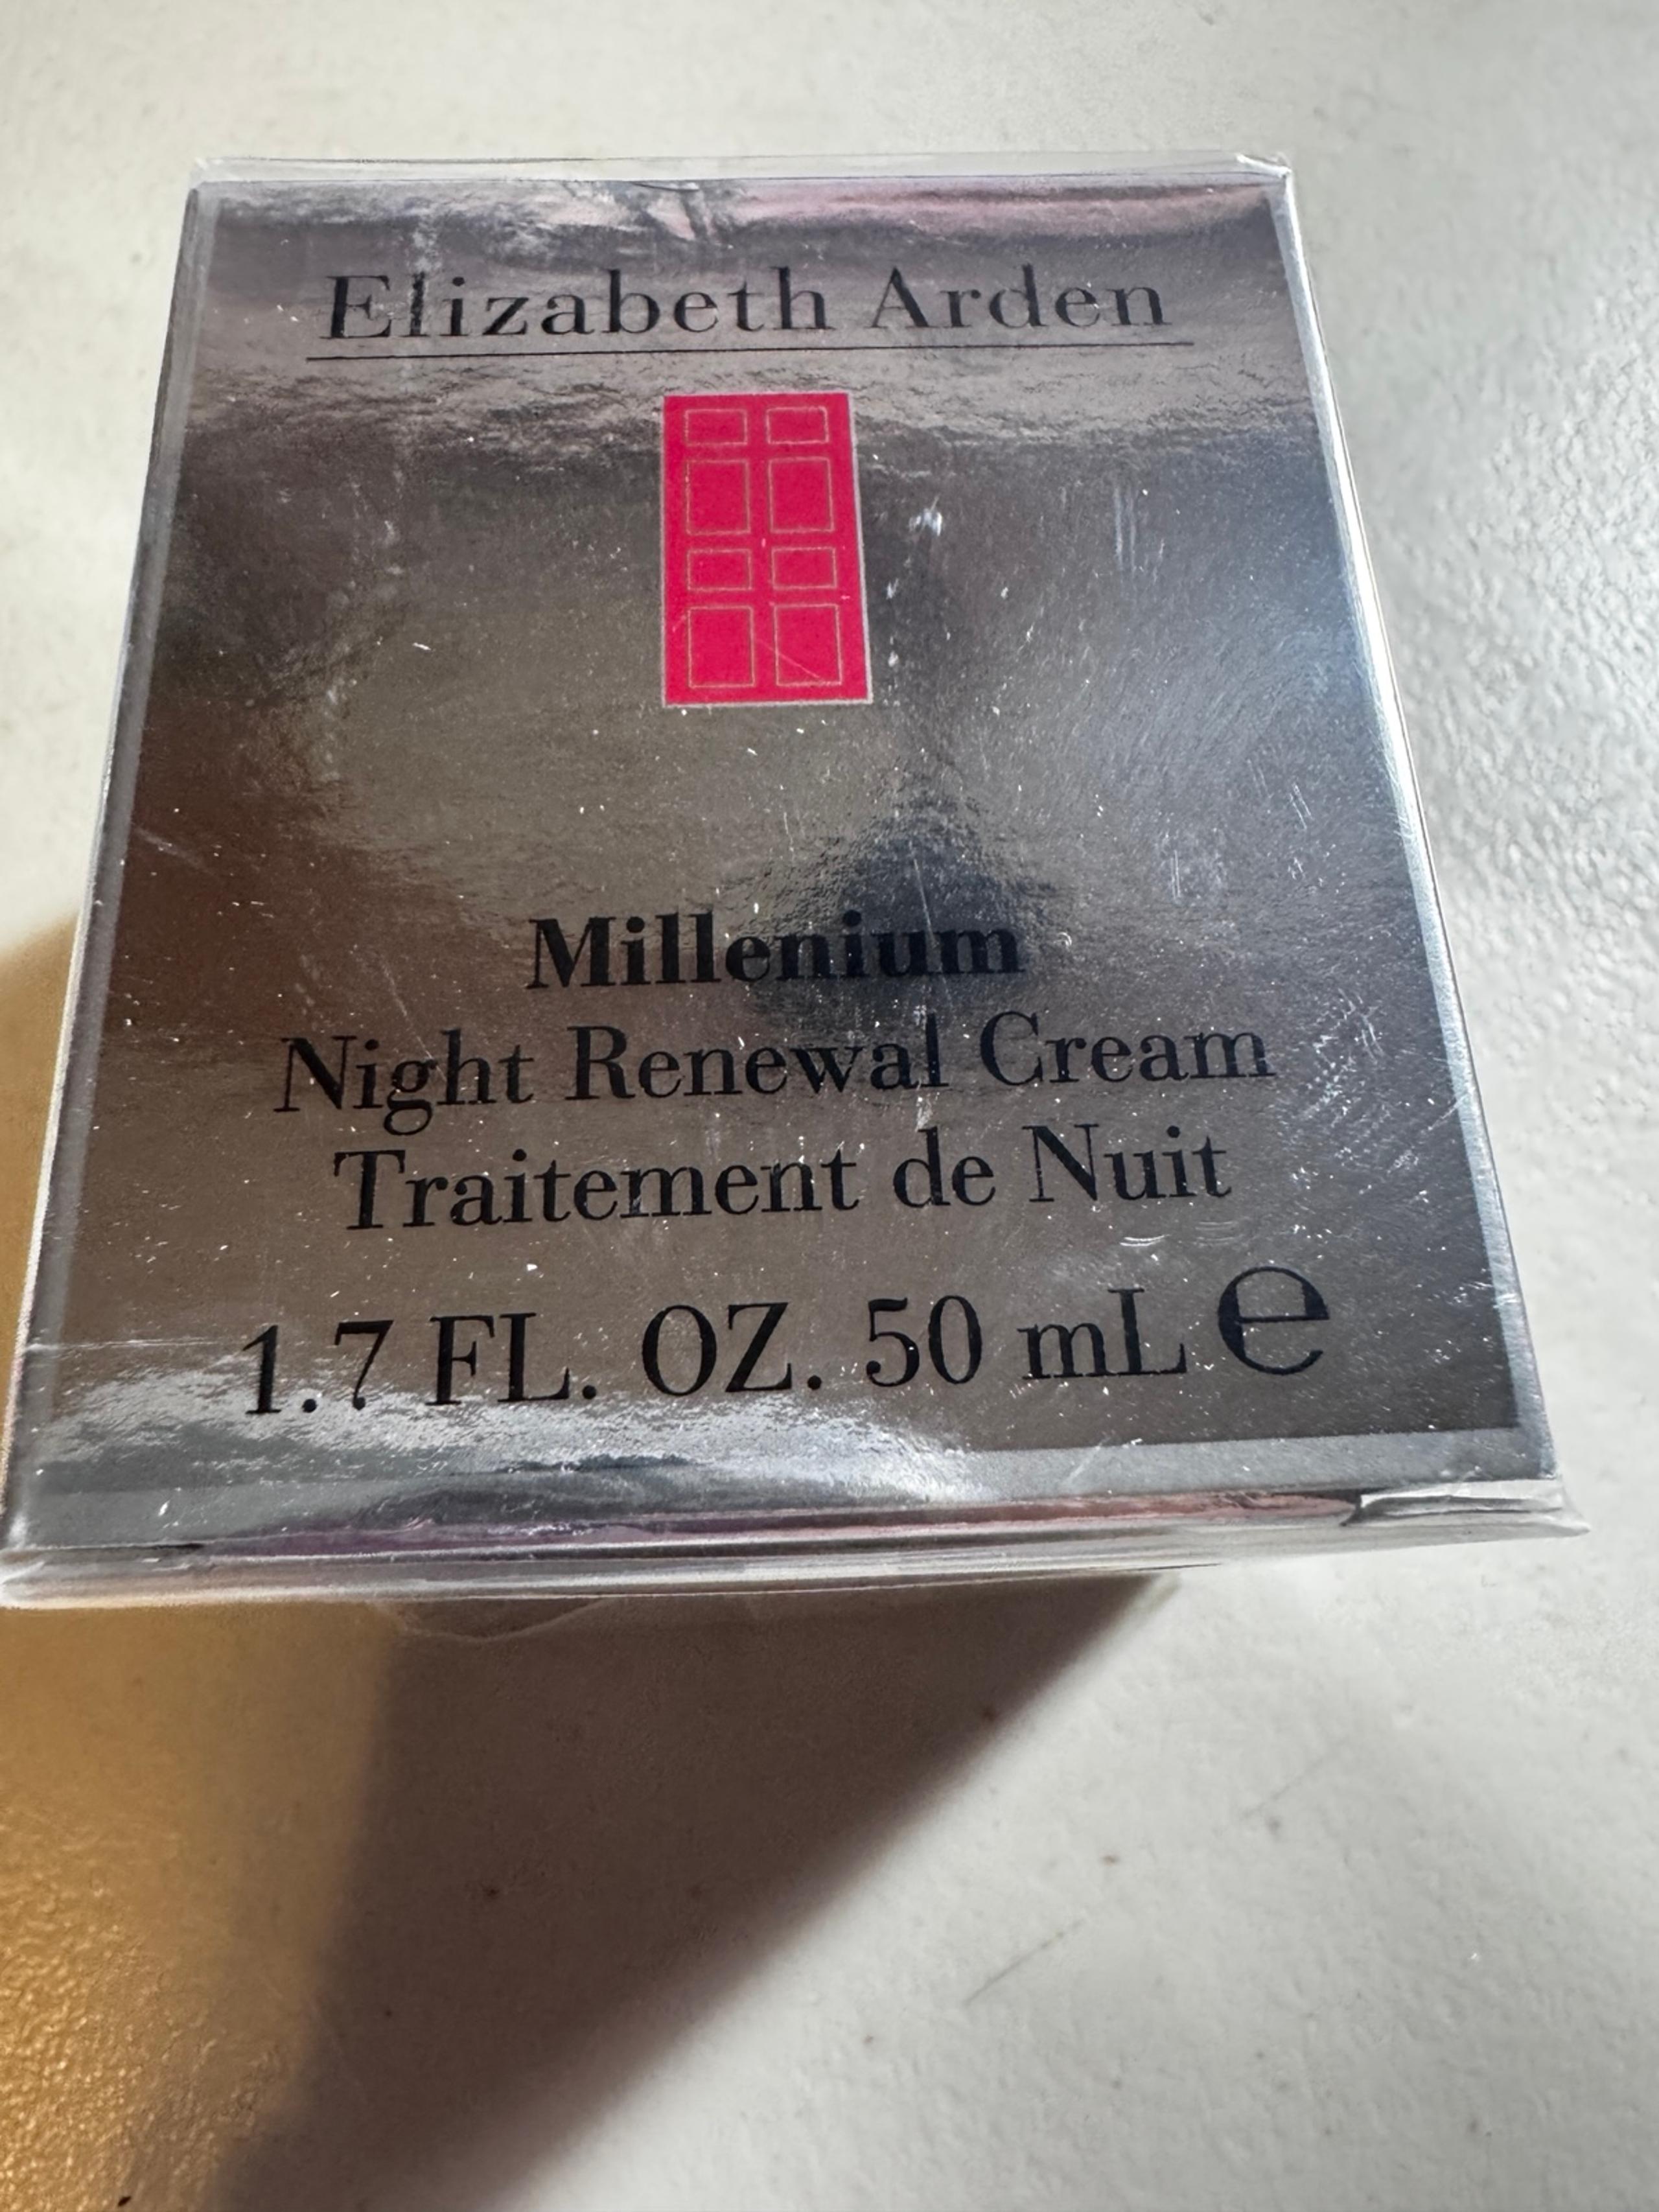 Elizabeth Arden
Millenium
Night Renewal Cream
Traitement de Nuit
1.7 FL. OZ. 50 mL ℮